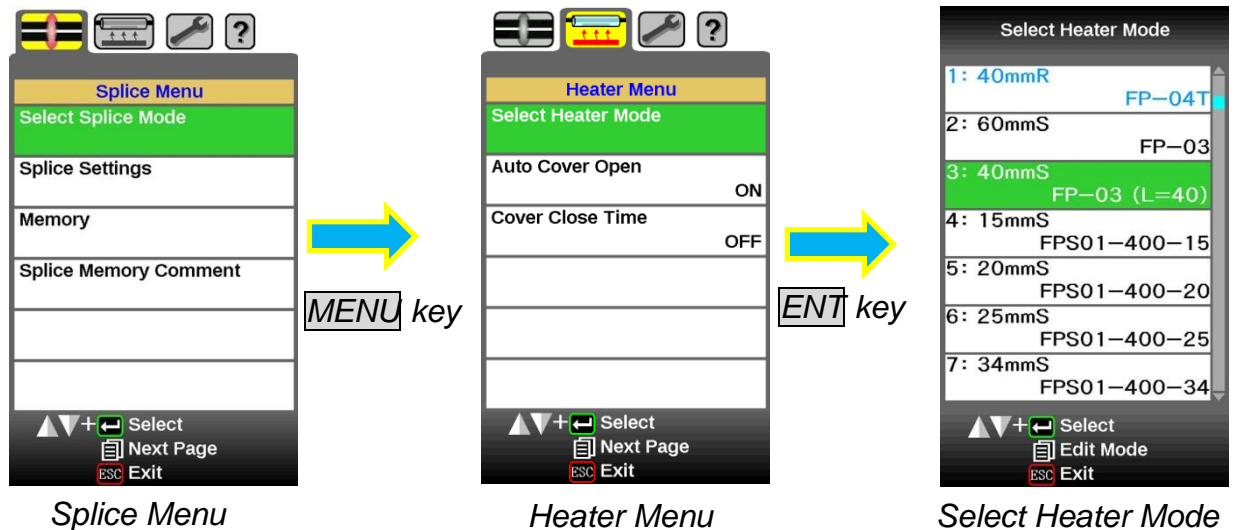 ?
Splice Menu
Select Splice Mode
Splice Settings
Memory
Splice Memory Comment
+ Select
Next Page
ESC Exit
Splice Menu
MENU key
?
Heater Menu
Select Heater Mode
Auto Cover Open
ON
Cover Close Time
OFF
+ Select
Next Page
ESC Exit
Heater Menu
ENT key
Select Heater Mode
1: 40mmR
FP-04T
2: 60mmS
FP-03
3: 40mmS
FP-03 (L=40)
4: 15mmS
FPS01-400-15
5: 20mmS
FPS01-400-20
6: 25mmS
FPS01-400-25
7: 34mmS
FPS01-400-34
+ Select
Edit Mode
ESC Exit
Select Heater Mode